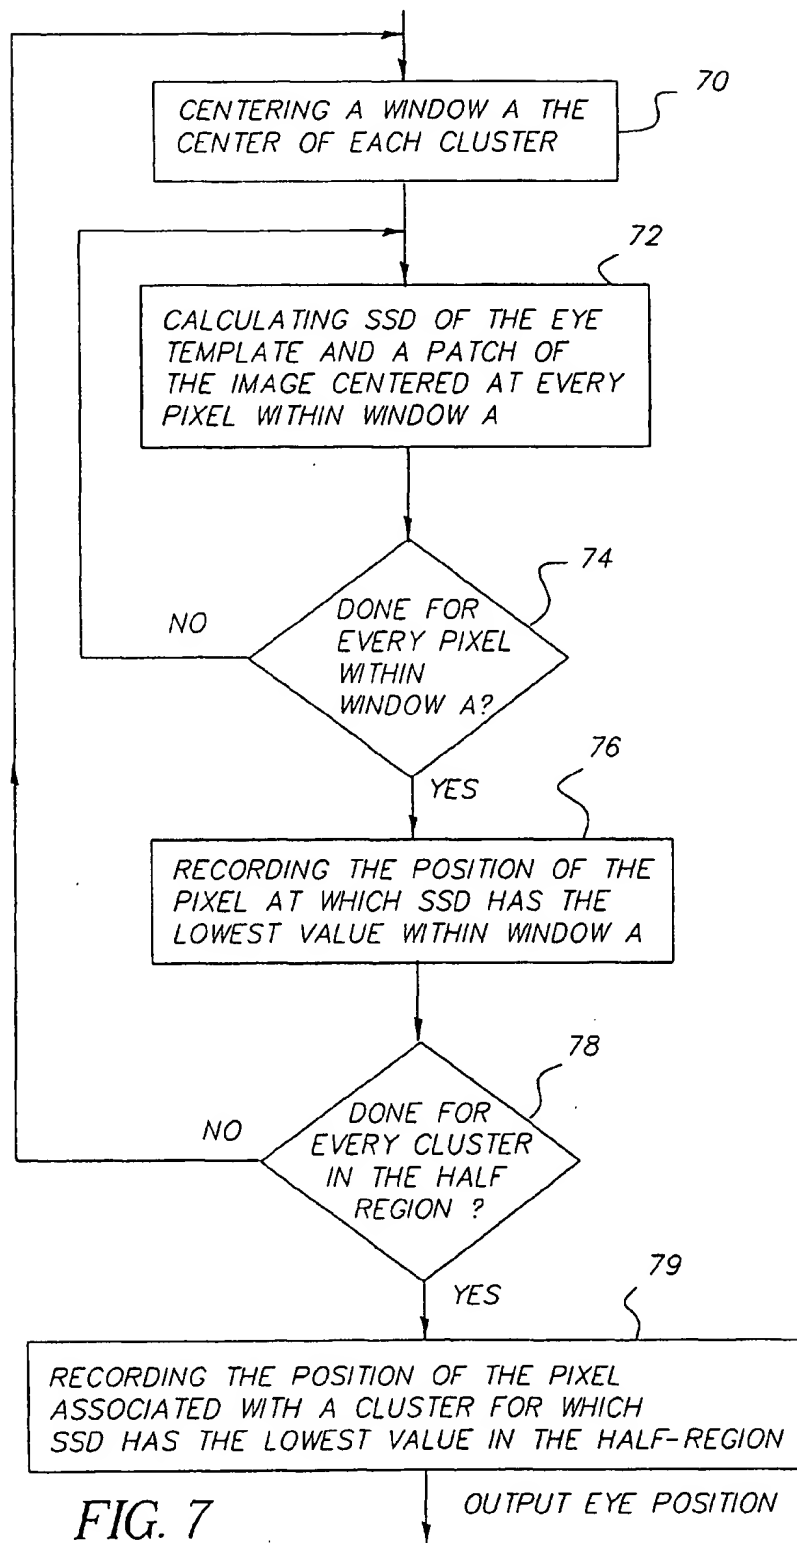 70
CENTERING A WINDOW A THE
CENTER OF EACH CLUSTER
72
CALCULATING SSD OF THE EYE
TEMPLATE AND A PATCH OF
THE IMAGE CENTERED AT EVERY
PIXEL WITHIN WINDOW A
74
DONE FOR
EVERY PIXEL
WITHIN
WINDOW A?
NO
YES
76
RECORDING THE POSITION OF THE
PIXEL AT WHICH SSD HAS THE
LOWEST VALUE WITHIN WINDOW A
78
DONE FOR
EVERY CLUSTER
IN THE HALF
REGION ?
NO
YES
79
RECORDING THE POSITION OF THE PIXEL
ASSOCIATED WITH A CLUSTER FOR WHICH
SSD HAS THE LOWEST VALUE IN THE HALF-REGION
OUTPUT EYE POSITION
FIG. 7